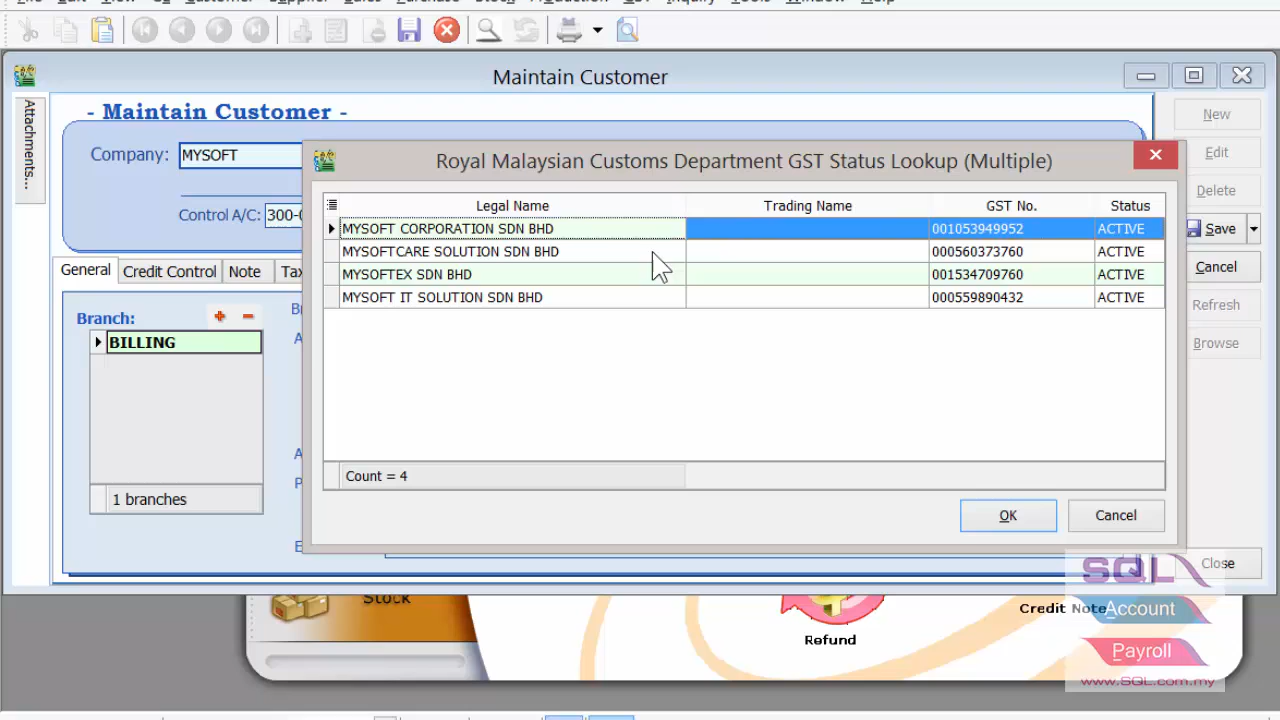 Maintain Customer
Attachments...
- Maintain Customer -
Company: MYSOFT
Control A/C: 300-0
General Credit Control Note Tax
Branch:
BILLING
1 branches
Royal Malaysian Customs Department GST Status Lookup (Multiple)
Legal Name Trading Name GST No. Status
MYSOFT CORPORATION SDN BHD 001053949952 ACTIVE
MYSOFTCARE SOLUTION SDN BHD 000560373760 ACTIVE
MYSOFTEX SDN BHD 001534709760 ACTIVE
MYSOFT IT SOLUTION SDN BHD 000559890432 ACTIVE
Count = 4
OK Cancel
New
Edit
Delete
Save
Cancel
Refresh
Browse
Close
Stock
Refund
Credit Note
SQL
Account
Payroll
www.SQL.com.my